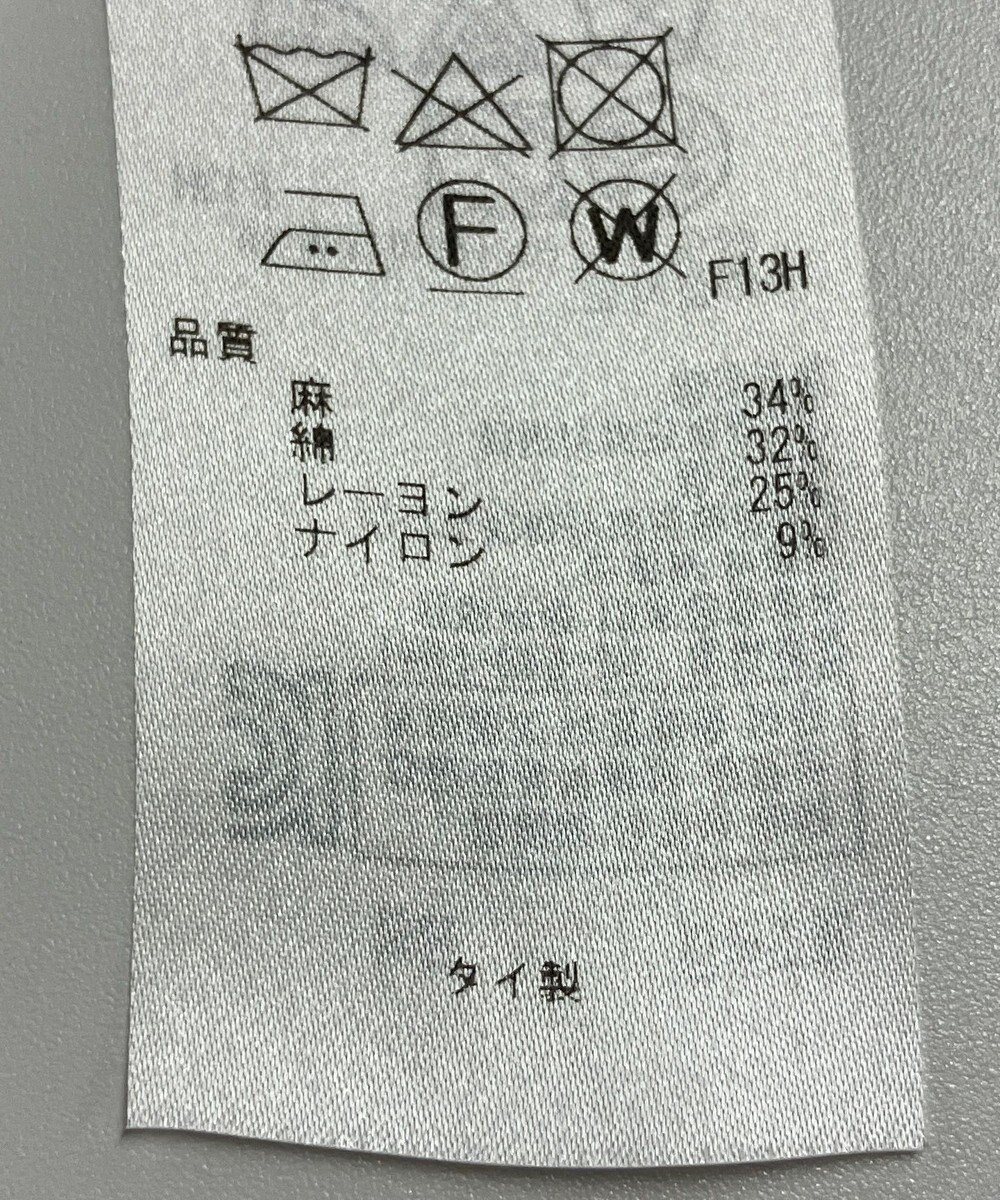 F W F13H
品質
麻 34%
綿 32%
レーヨン 25%
ナイロン 9%
タイ製